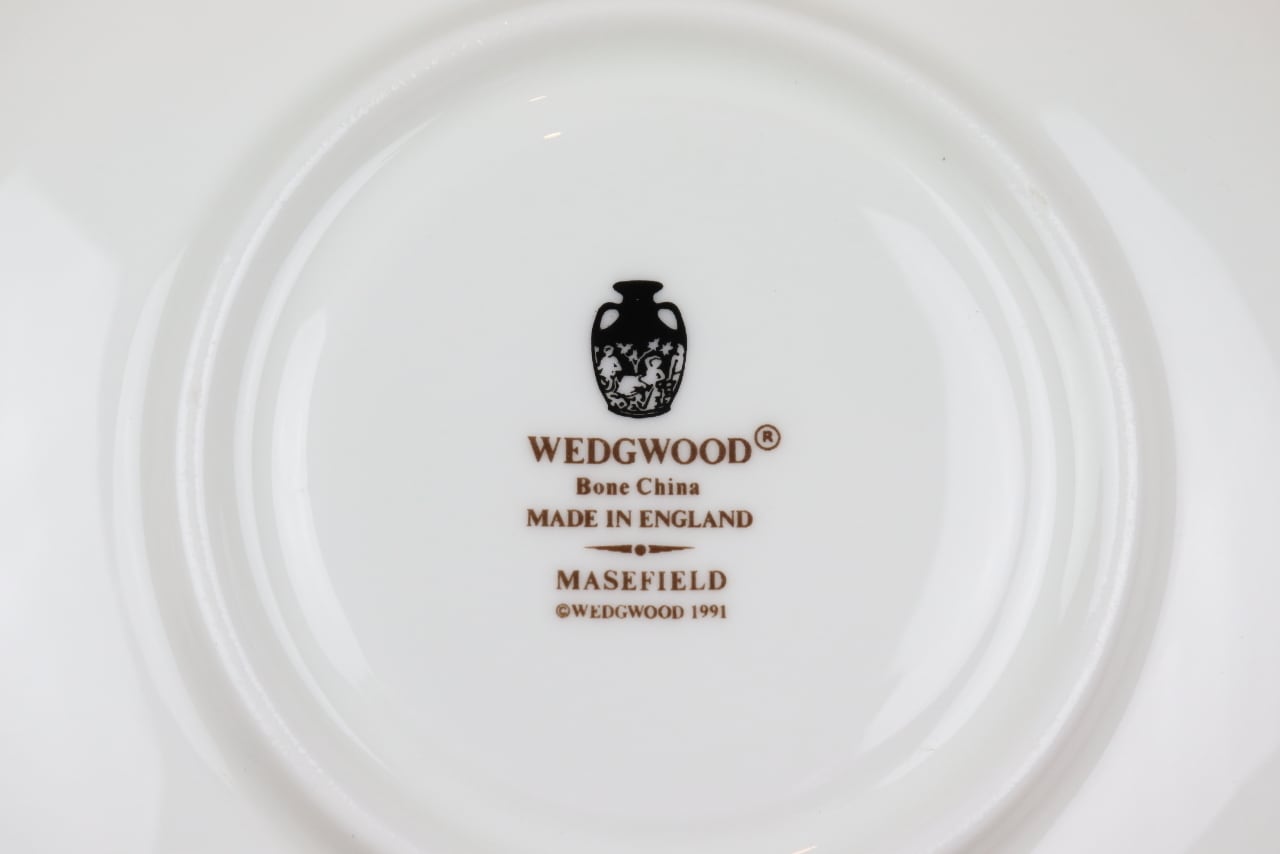 WEDGWOOD®
Bone China
MADE IN ENGLAND
MASEFIELD
©WEDGWOOD 1991